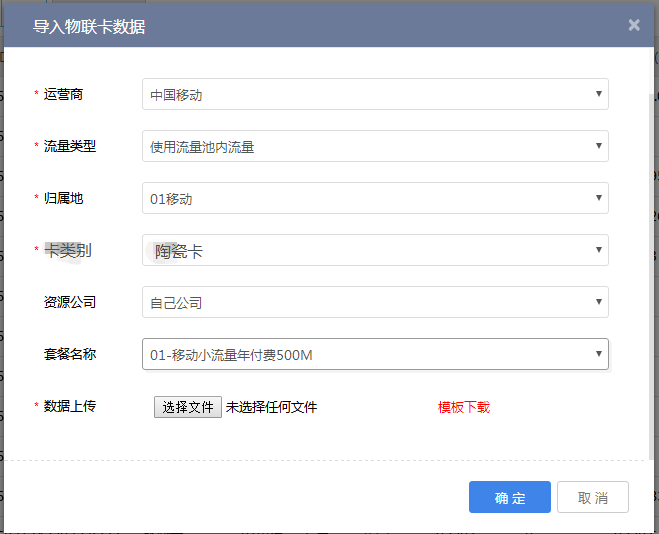 导入物联卡数据 ×
* 运营商 中国移动
* 流量类型 使用流量池内流量
* 归属地 01移动
* 卡类别 陶瓷卡
资源公司 自己公司
套餐名称 01-移动小流量年付费500M
* 数据上传 选择文件 未选择任何文件 模板下载
确 定 取 消